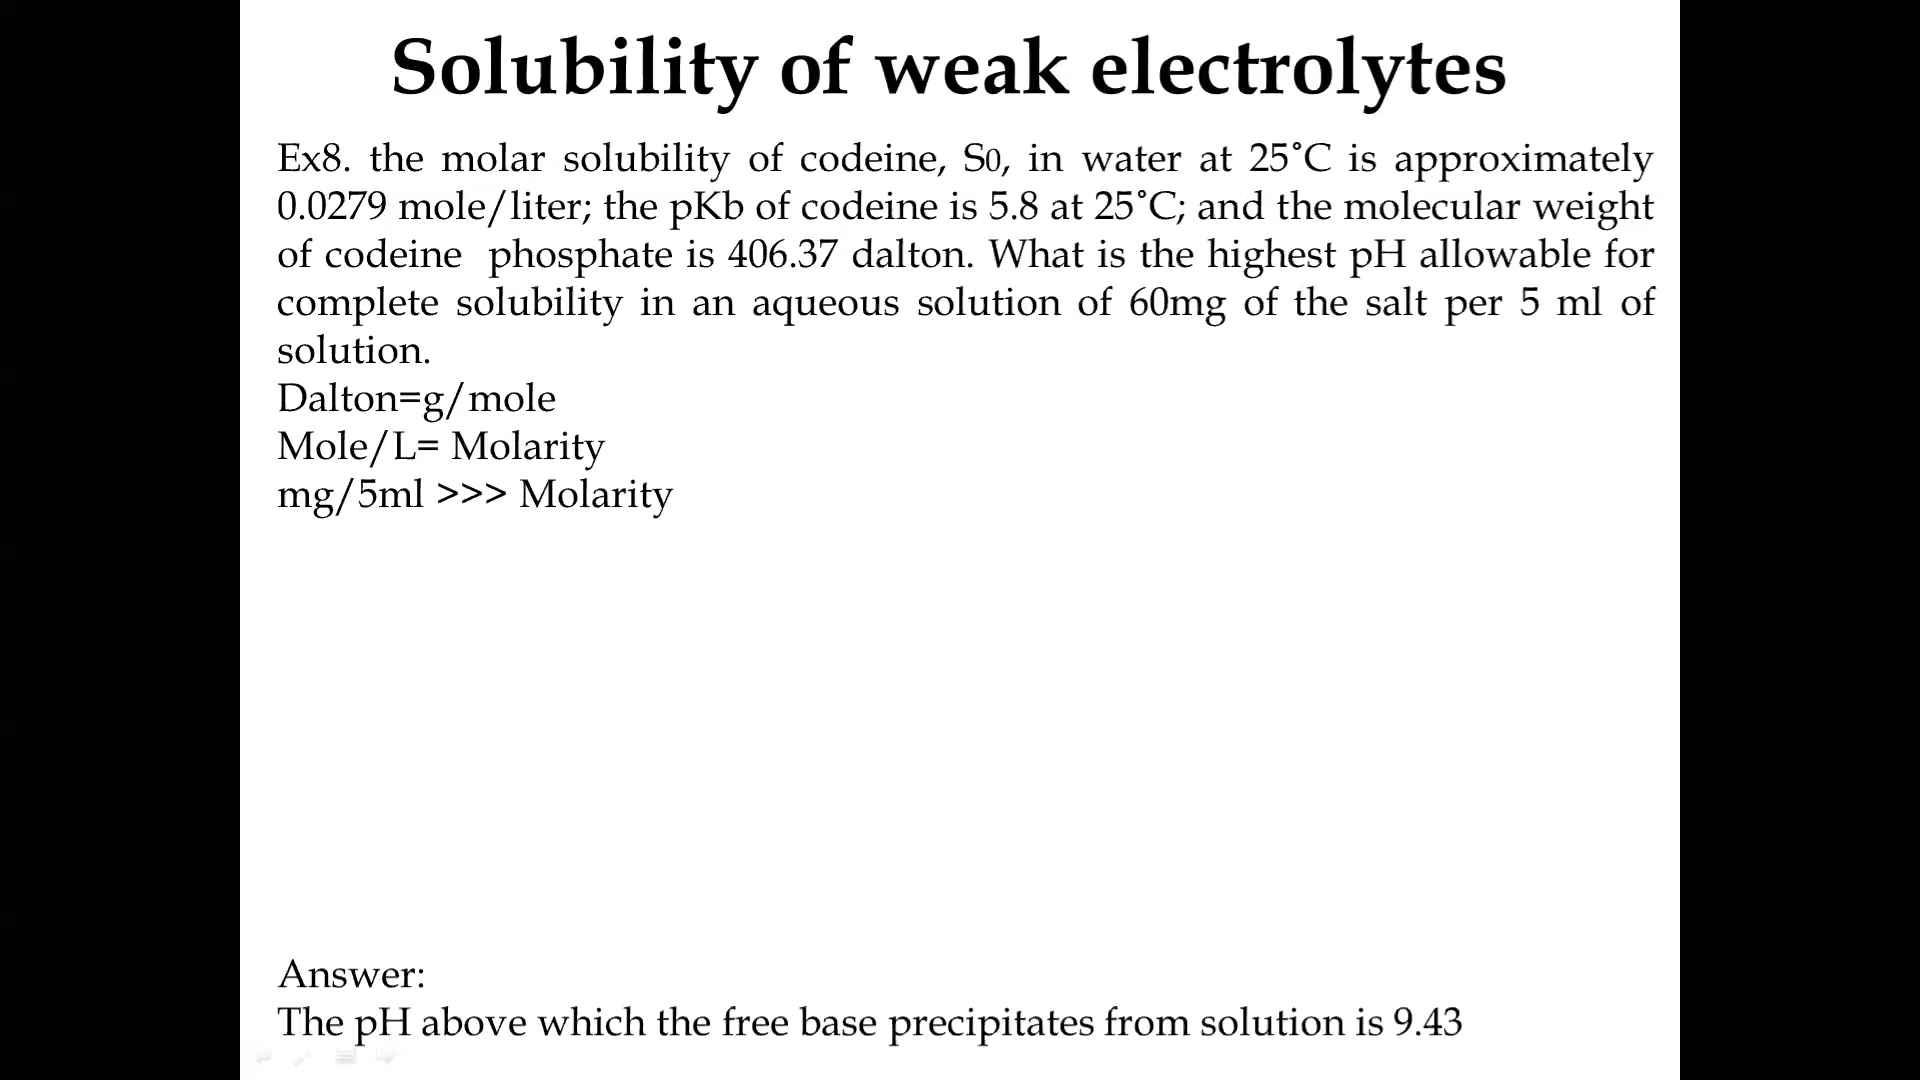 Solubility of weak electrolytes
Ex8. the molar solubility of codeine, S0, in water at 25˚C is approximately
0.0279 mole/liter; the pKb of codeine is 5.8 at 25˚C; and the molecular weight
of codeine phosphate is 406.37 dalton. What is the highest pH allowable for
complete solubility in an aqueous solution of 60mg of the salt per 5 ml of
solution.
Dalton=g/mole
Mole/L= Molarity
mg/5ml >>> Molarity
Answer:
The pH above which the free base precipitates from solution is 9.43